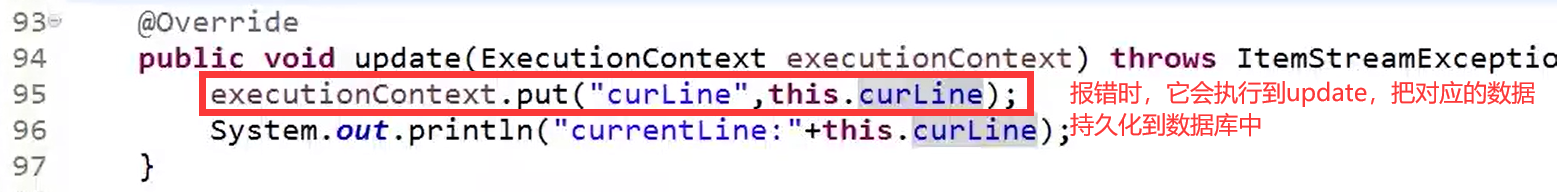 93 @Override
94 public void update(ExecutionContext executionContext) throws ItemStreamExceptio
95 executionContext.put("curLine",this.curLine);
报错时，它会执行到update，把对应的数据
持久化到数据库中
96 System.out.println("currentLine:"+this.curLine);
97 }